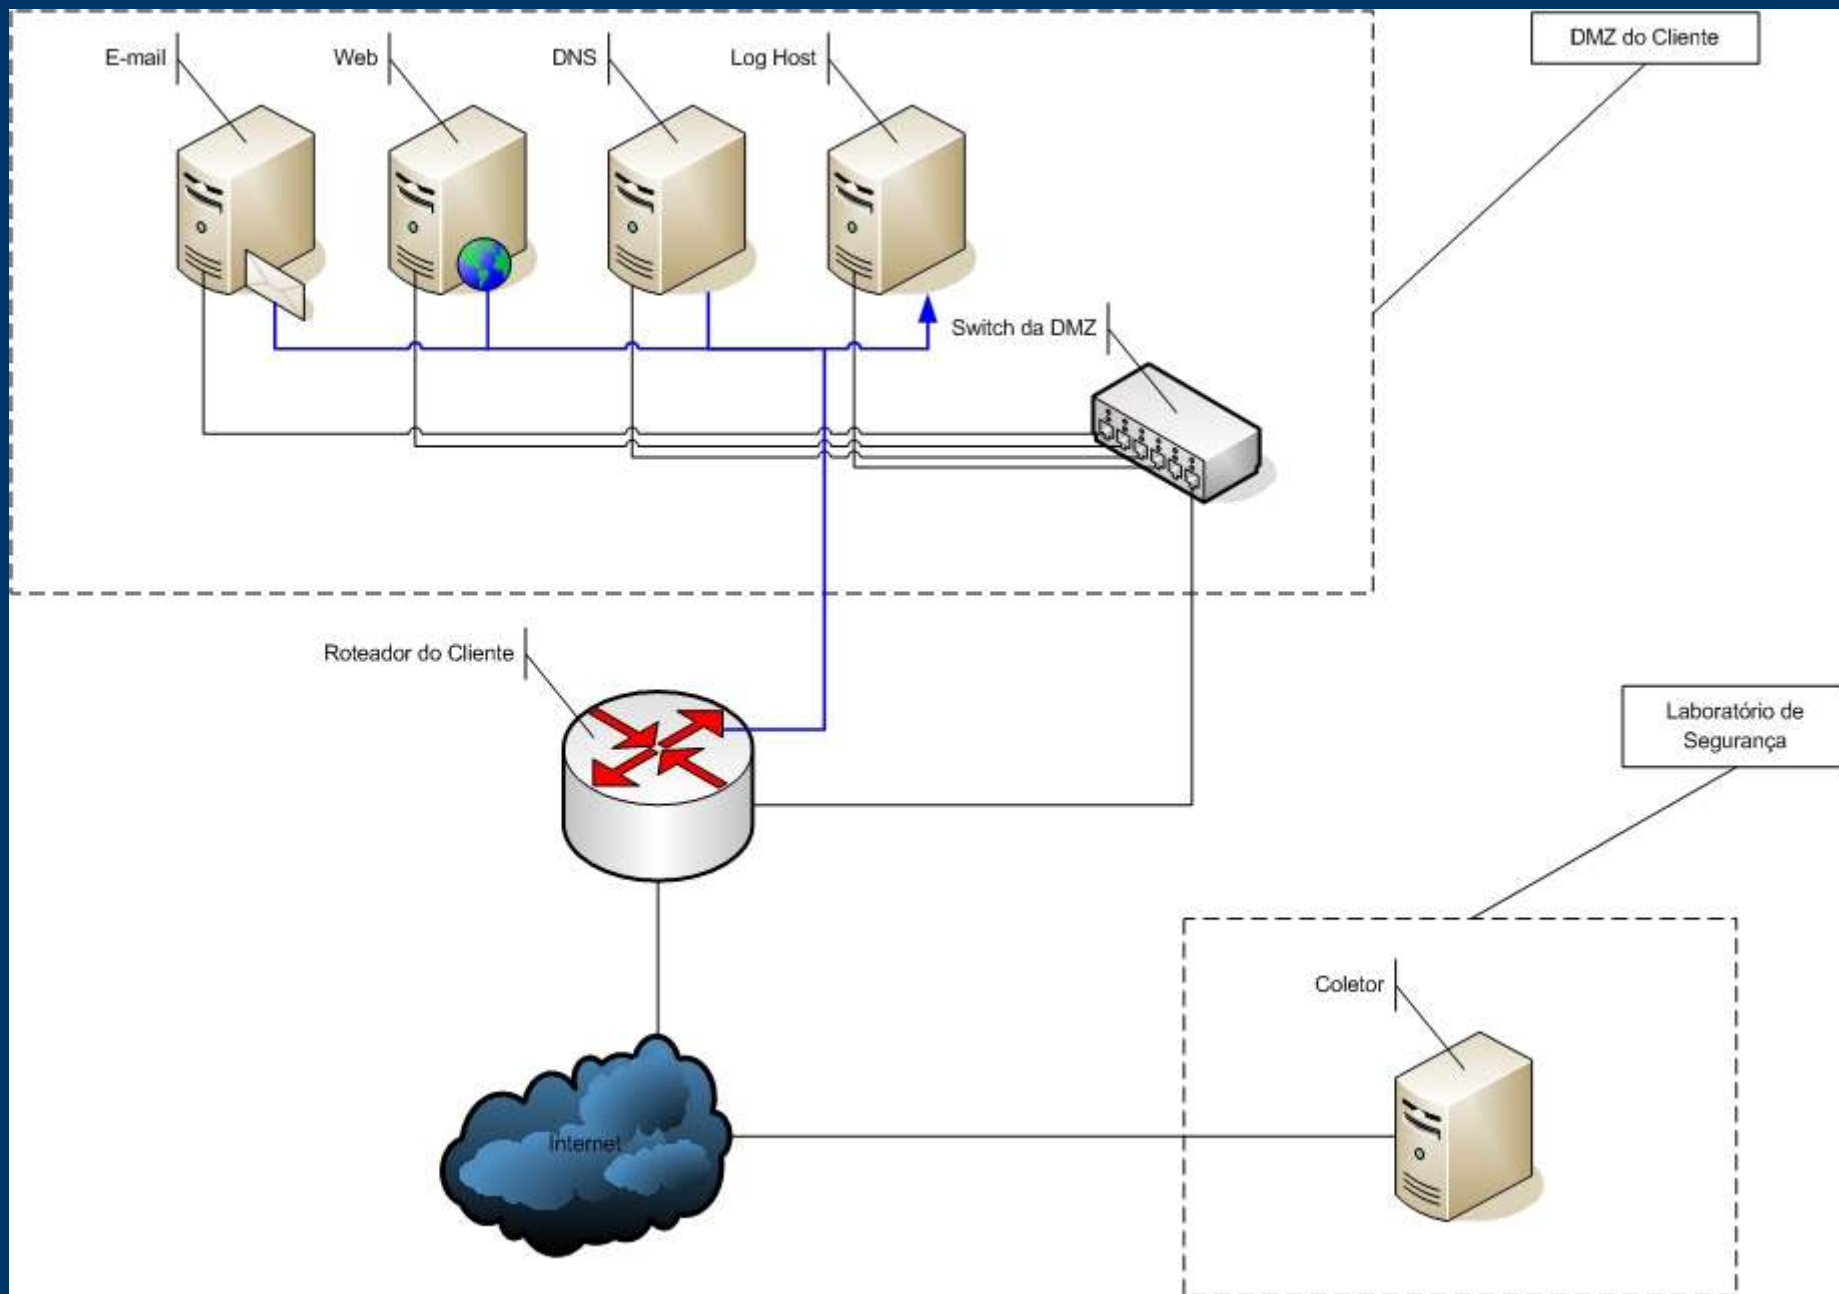 E-mail
Web
DNS
Log Host
DMZ do Cliente
Switch da DMZ
Roteador do Cliente
Laboratório de
Segurança
Coletor
Internet